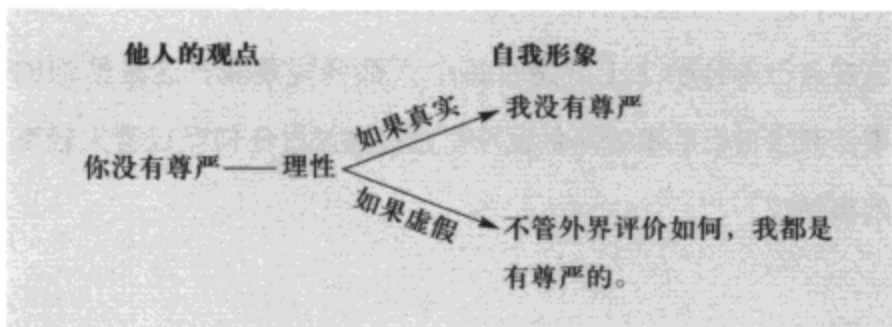 他人的观点 自我形象
如果真实 我没有尊严
你没有尊严——理性
如果虚假 不管外界评价如何，我都是
有尊严的。